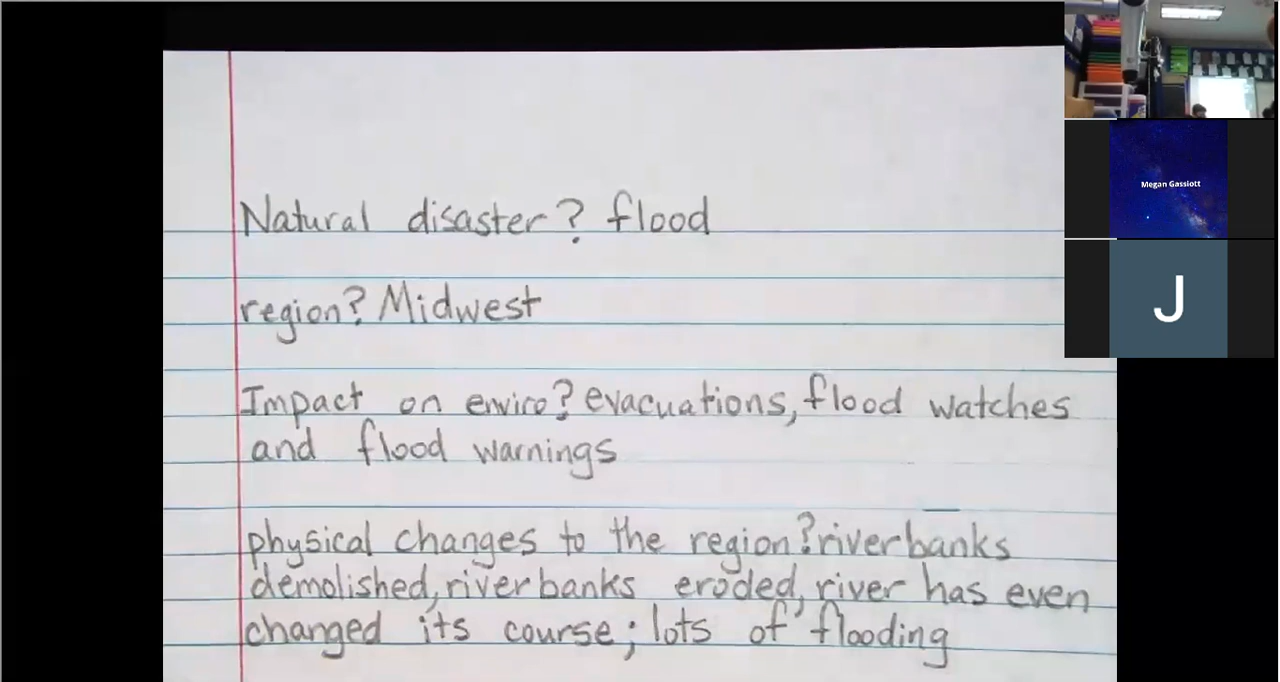 Natural disaster? flood
region? Midwest
Impact on enviro? evacuations, flood watches
and flood warnings
physical changes to the region? riverbanks
demolished, riverbanks eroded, river has even
changed its course; lots of flooding
Megan Gassiott
J